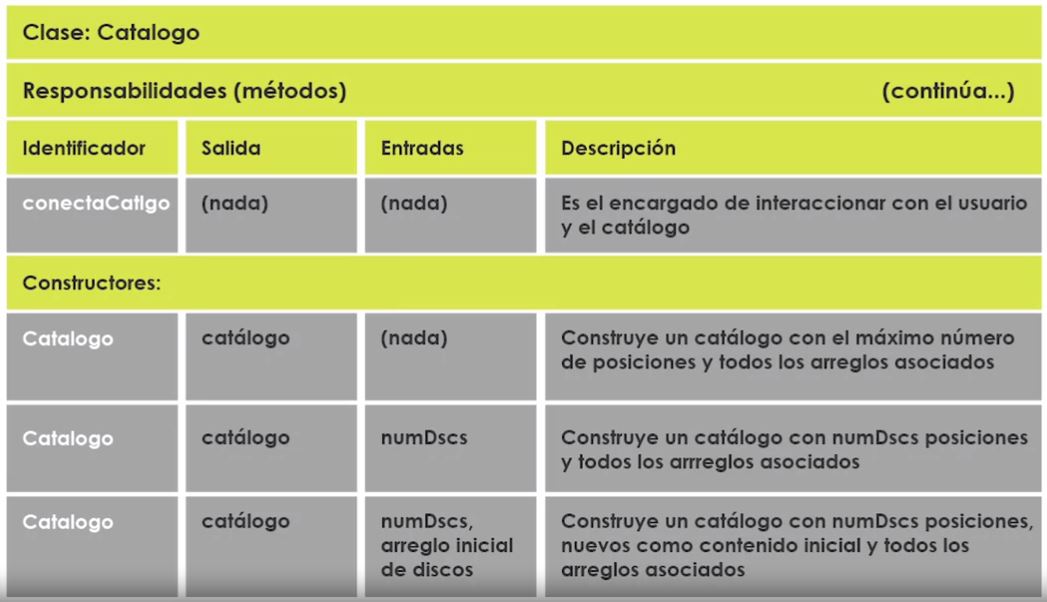 Clase: Catalogo
Responsabilidades (métodos) (continúa...)
Identificador Salida Entradas Descripción
conectaCatlgo (nada) (nada) Es el encargado de interaccionar con el usuario
y el catálogo
Constructores:
Catalogo catálogo (nada) Construye un catálogo con el máximo número
de posiciones y todos los arreglos asociados
Catalogo catálogo numDscs Construye un catálogo con numDscs posiciones
y todos los arrreglos asociados
Catalogo catálogo numDscs, Construye un catálogo con numDscs posiciones,
arreglo inicial nuevos como contenido inicial y todos los
de discos arreglos asociados